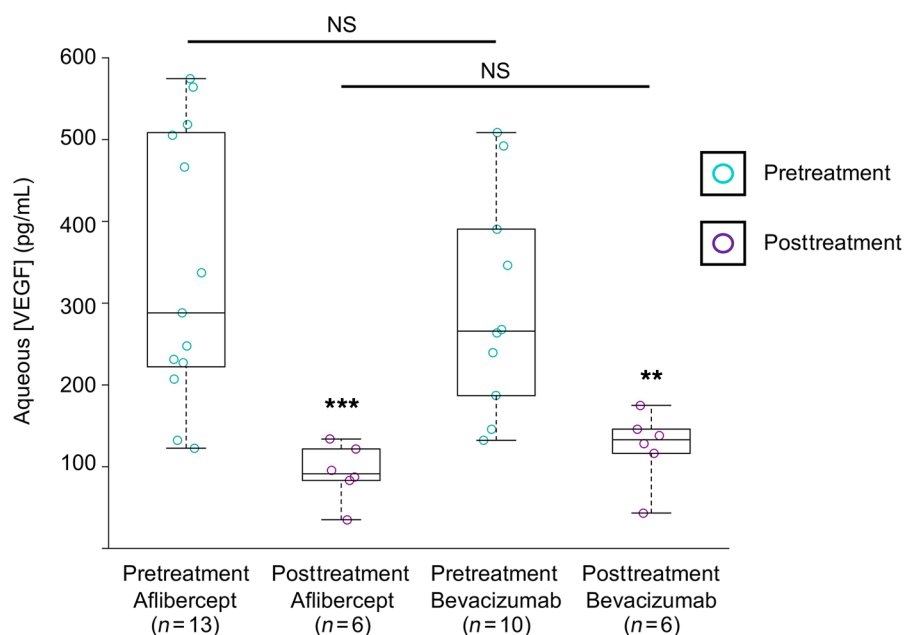 NS
NS
600
500
400
300
200
100
Aqueous [VEGF] (pg/mL)
***
**
Pretreatment
Posttreatment
Pretreatment
Aflibercept
(n=13)
Posttreatment
Aflibercept
(n=6)
Pretreatment
Bevacizumab
(n=10)
Posttreatment
Bevacizumab
(n=6)